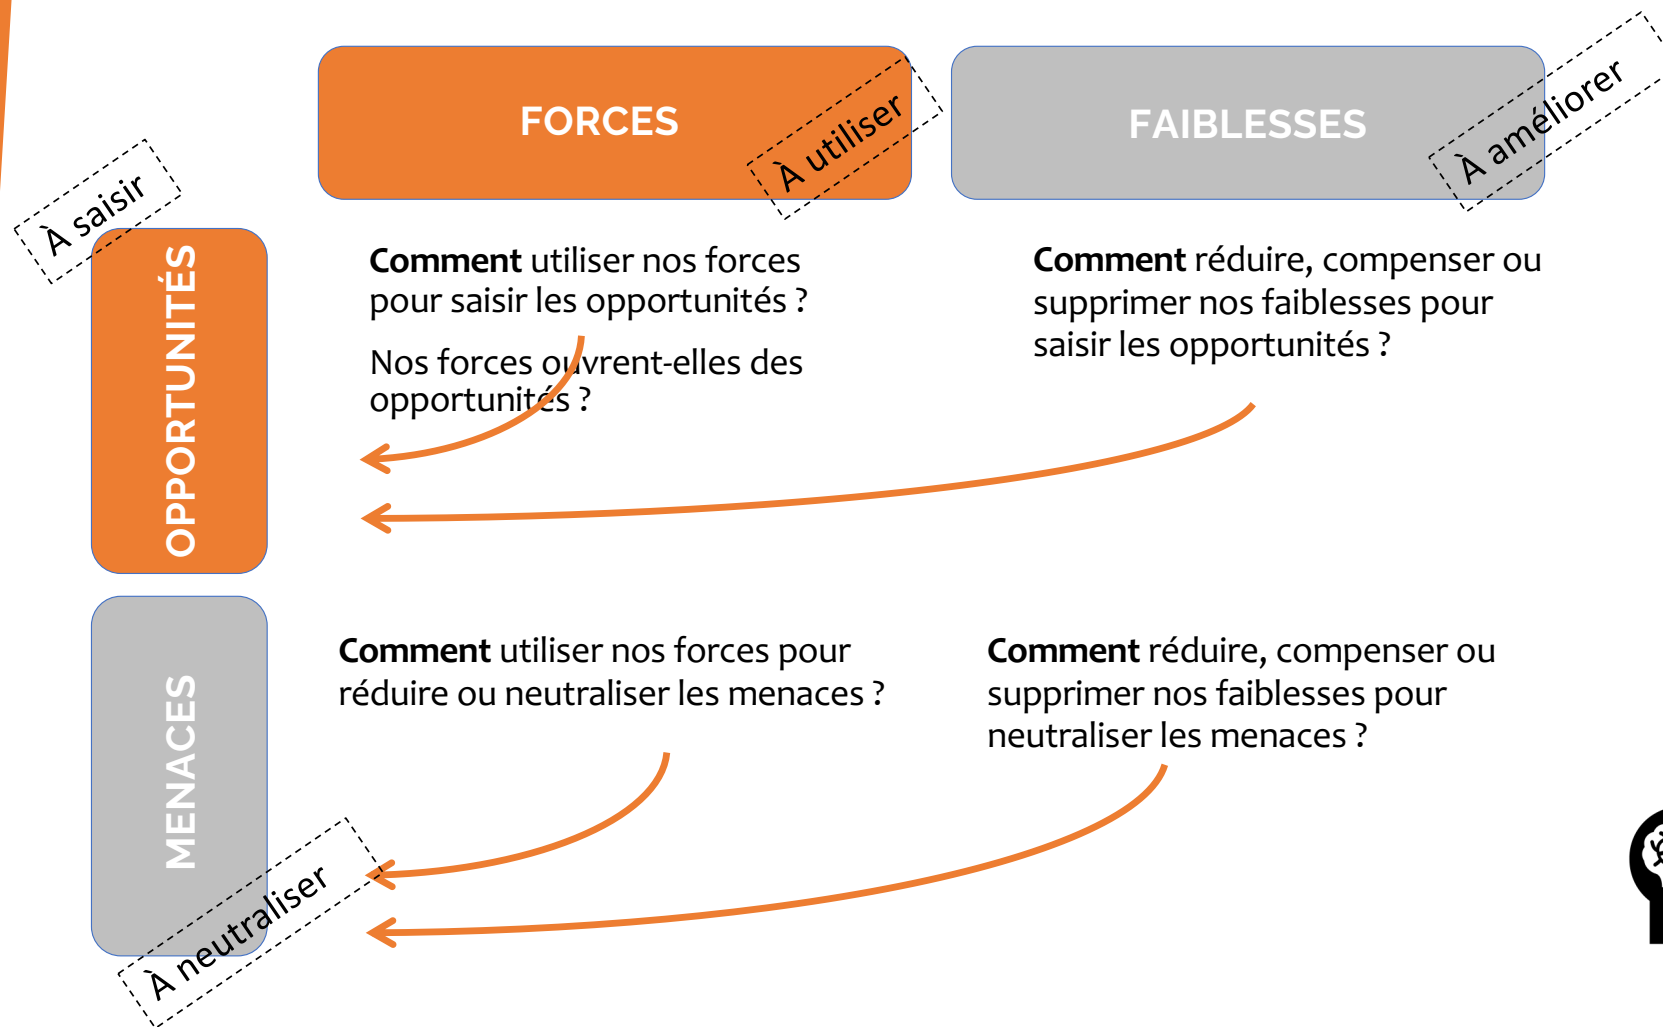 FORCES
À utiliser
FAIBLESSES
À améliorer
À saisir
OPPORTUNITÉS
Comment utiliser nos forces
pour saisir les opportunités ?
Nos forces ouvrent-elles des
opportunités ?
Comment réduire, compenser ou
supprimer nos faiblesses pour
saisir les opportunités ?
MENACES
À neutraliser
Comment utiliser nos forces pour
réduire ou neutraliser les menaces ?
Comment réduire, compenser ou
supprimer nos faiblesses pour
neutraliser les menaces ?